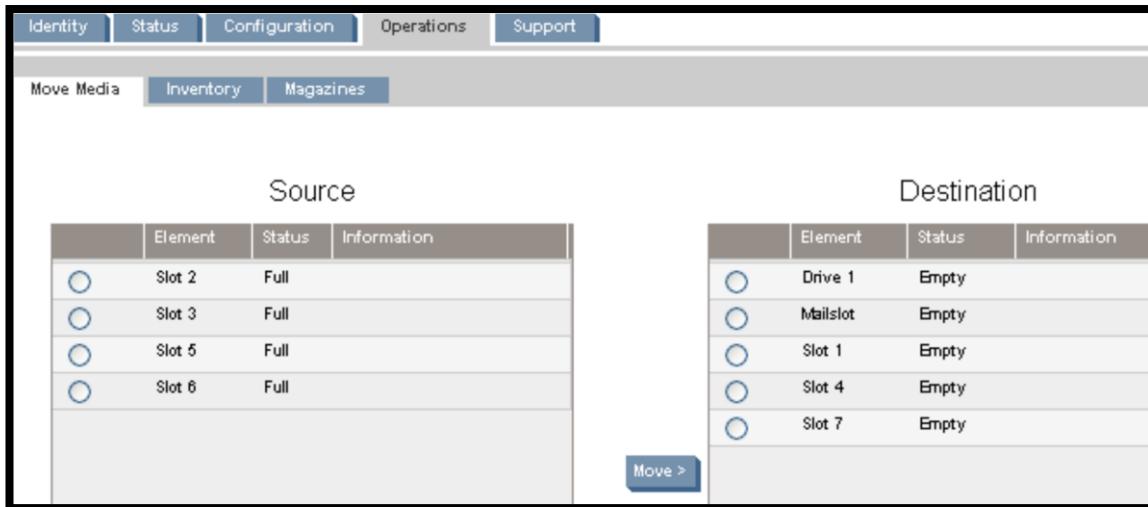 Identity Status Configuration Operations Support
Move Media Inventory Magazines
Source Destination
Element Status Information Element Status Information
Slot 2 Full Drive 1 Empty
Slot 3 Full Mailslot Empty
Slot 5 Full Slot 1 Empty
Slot 6 Full Slot 4 Empty
Slot 7 Empty
Move >